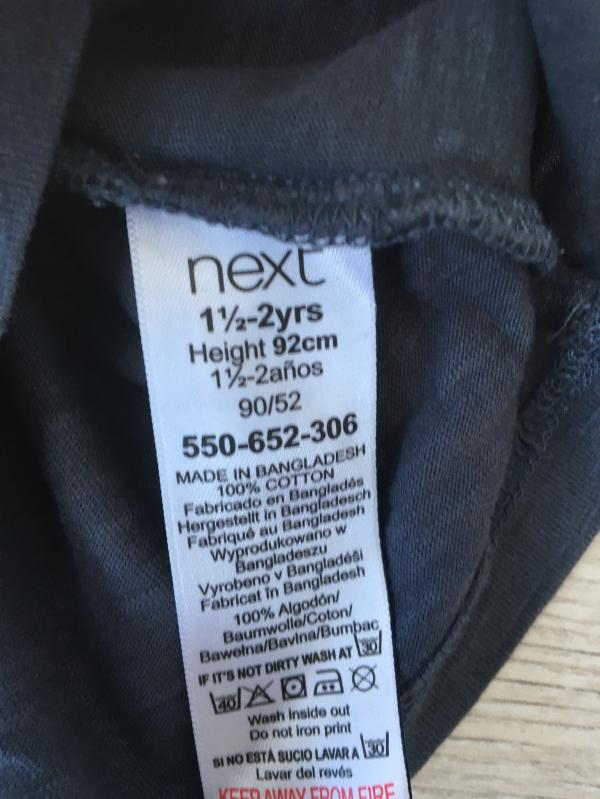 next
1½-2yrs
Height 92cm
1½-2años
90/52
550-652-306
MADE IN BANGLADESH
100% COTTON
Fabricado en Bangladés
Hergestellt in Bangladesch
Fabriqué au Bangladesh
Wyprodukowano w
Bangladeszu
Vyrobeno v Bangladéši
Fabricat în Bangladesh
100% Algodón/
Baumwolle/Coton/
Bawełna/Bavlna/Bumbac
IF IT'S NOT DIRTY WASH AT 30
40
Wash inside out
Do not iron print
SI NO ESTÁ SUCIO LAVAR A 30
Lavar del revés
KEEP AWAY FROM FIRE